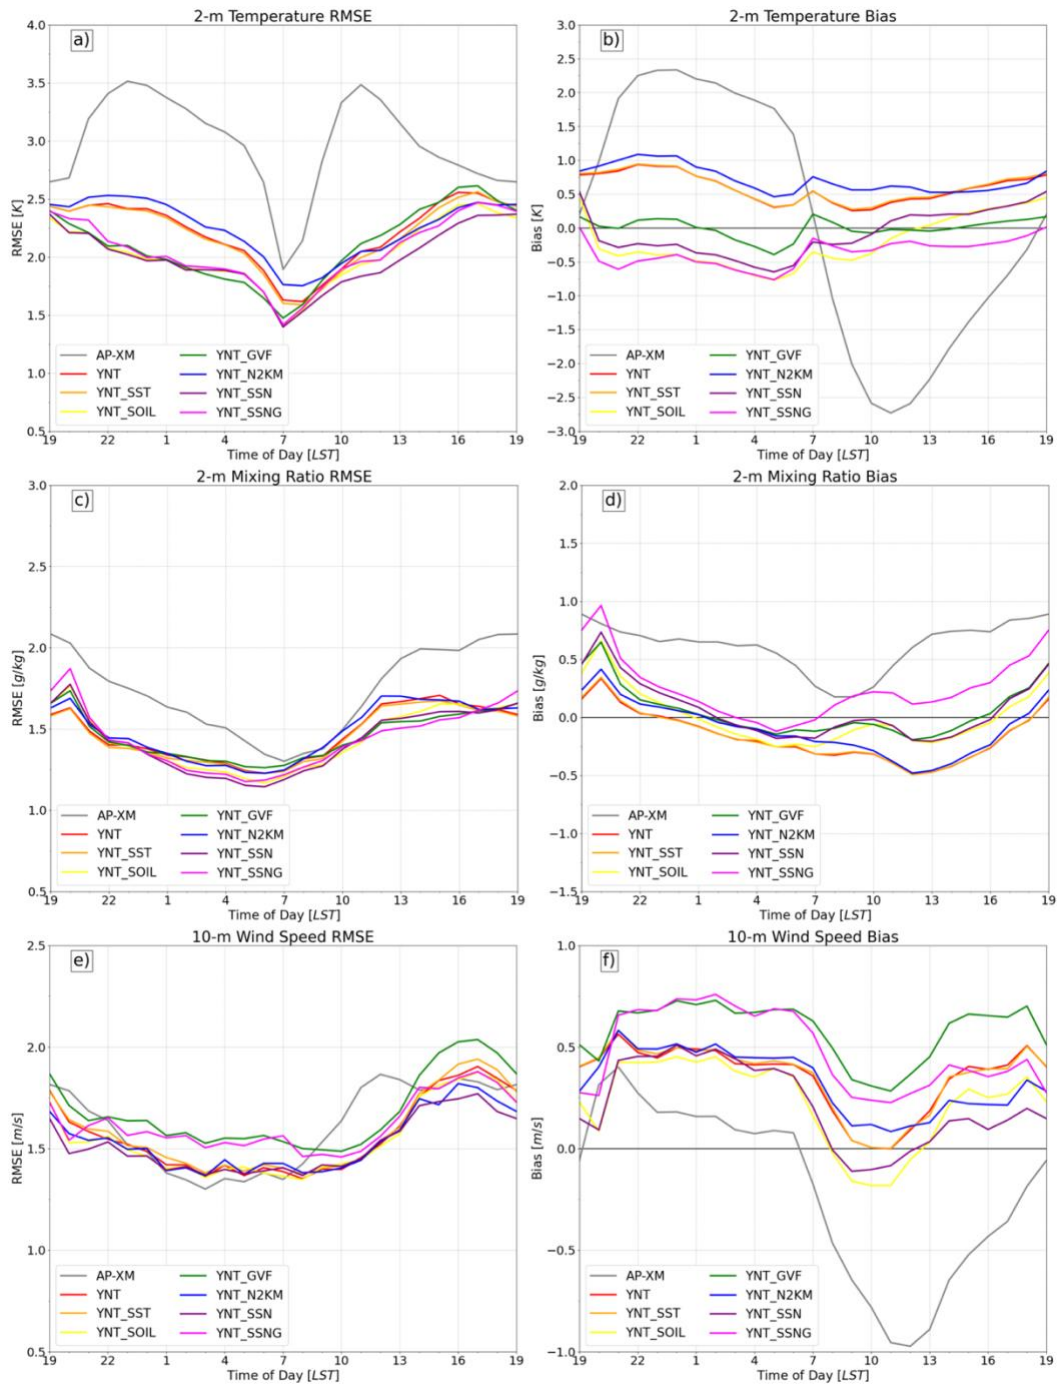 2-m Temperature RMSE
a)
4.0
3.5
3.0
2.5
2.0
1.5
1.0
0.5
RMSE [K]
AP-XM
YNT
YNT_SST
YNT_SOIL
YNT_GVF
YNT_N2KM
YNT_SSN
YNT_SSNG
19 22 1 4 7 10 13 16 19
Time of Day [LST]
2-m Temperature Bias
b)
3.0
2.5
2.0
1.5
1.0
0.5
0.0
−0.5
−1.0
−1.5
−2.0
−2.5
−3.0
Bias [K]
AP-XM
YNT
YNT_SST
YNT_SOIL
YNT_GVF
YNT_N2KM
YNT_SSN
YNT_SSNG
19 22 1 4 7 10 13 16 19
Time of Day [LST]
2-m Mixing Ratio RMSE
c)
3.0
2.5
2.0
1.5
1.0
0.5
RMSE [g/kg]
AP-XM
YNT
YNT_SST
YNT_SOIL
YNT_GVF
YNT_N2KM
YNT_SSN
YNT_SSNG
19 22 1 4 7 10 13 16 19
Time of Day [LST]
2-m Mixing Ratio Bias
d)
2.0
1.5
1.0
0.5
0.0
−0.5
−1.0
−1.5
Bias [g/kg]
AP-XM
YNT
YNT_SST
YNT_SOIL
YNT_GVF
YNT_N2KM
YNT_SSN
YNT_SSNG
19 22 1 4 7 10 13 16 19
Time of Day [LST]
10-m Wind Speed RMSE
e)
2.5
2.0
1.5
1.0
0.5
RMSE [m/s]
AP-XM
YNT
YNT_SST
YNT_SOIL
YNT_GVF
YNT_N2KM
YNT_SSN
YNT_SSNG
19 22 1 4 7 10 13 16 19
Time of Day [LST]
10-m Wind Speed Bias
f)
1.0
0.5
0.0
−0.5
−1.0
Bias [m/s]
AP-XM
YNT
YNT_SST
YNT_SOIL
YNT_GVF
YNT_N2KM
YNT_SSN
YNT_SSNG
19 22 1 4 7 10 13 16 19
Time of Day [LST]